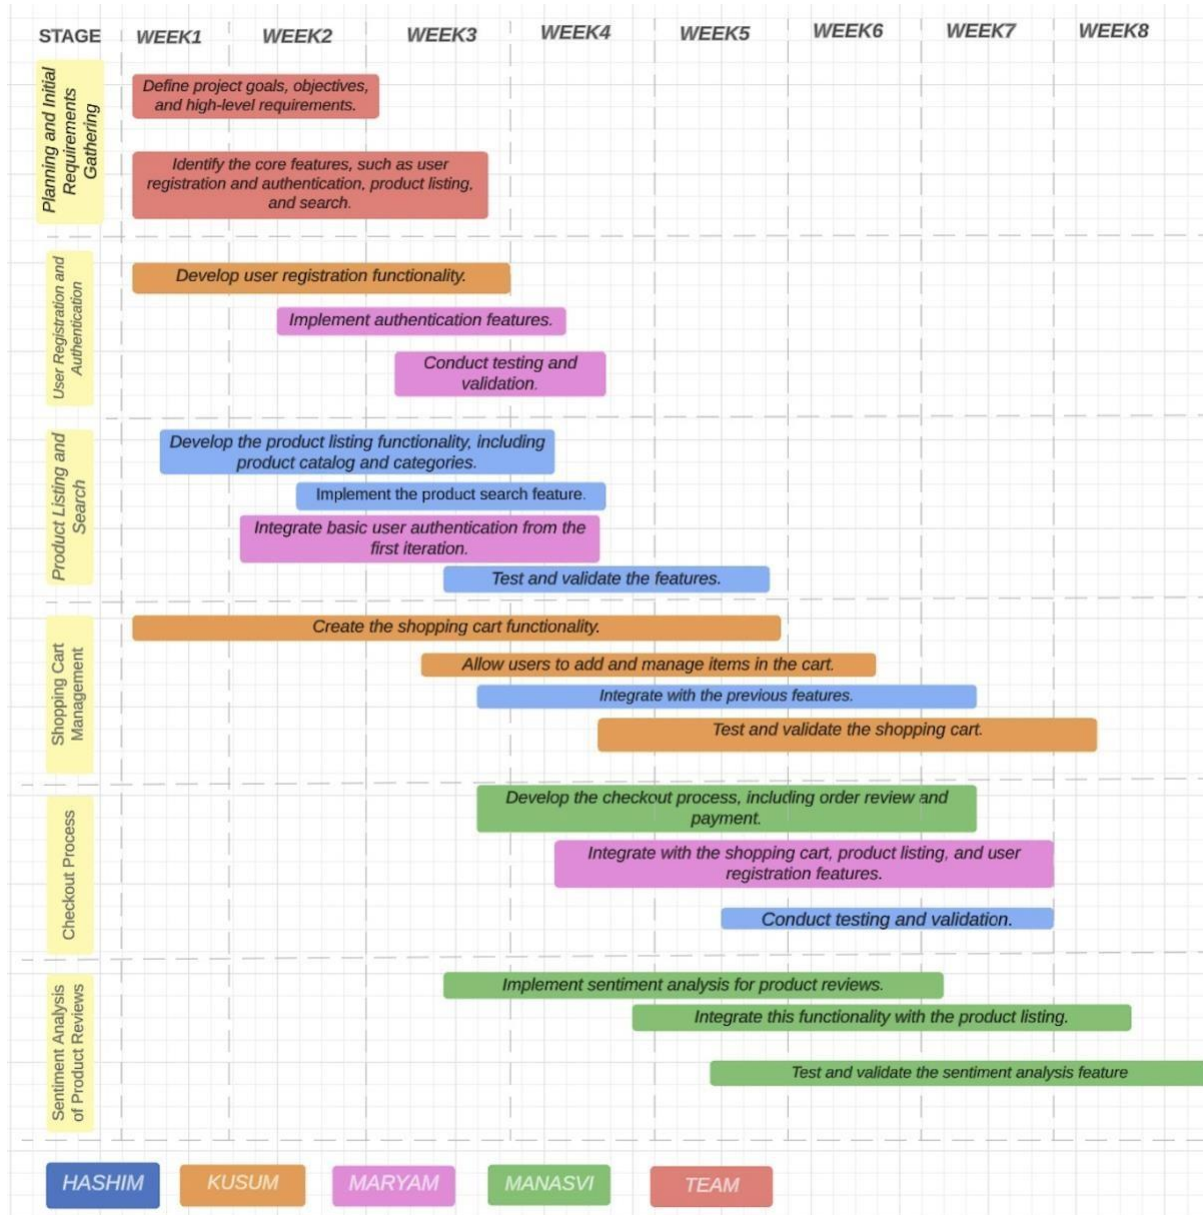 STAGE WEEK1 WEEK2 WEEK3 WEEK4 WEEK5 WEEK6 WEEK7 WEEK8
Planning and Initial
Requirements
Gathering
Define project goals, objectives,
and high-level requirements.
Identify the core features, such as user
registration and authentication, product listing,
and search.
User Registration and
Authentication
Develop user registration functionality.
Implement authentication features.
Conduct testing and
validation.
Product Listing and
Search
Develop the product listing functionality, including
product catalog and categories.
Implement the product search feature.
Integrate basic user authentication from the
first iteration.
Test and validate the features.
Shopping Cart
Management
Create the shopping cart functionality.
Allow users to add and manage items in the cart.
Integrate with the previous features.
Test and validate the shopping cart.
Checkout Process
Develop the checkout process, including order review and
payment.
Integrate with the shopping cart, product listing, and user
registration features.
Conduct testing and validation.
Sentiment Analysis
of Product Reviews
Implement sentiment analysis for product reviews.
Integrate this functionality with the product listing.
Test and validate the sentiment analysis feature
HASHIM KUSUM MARYAM MANASVI TEAM